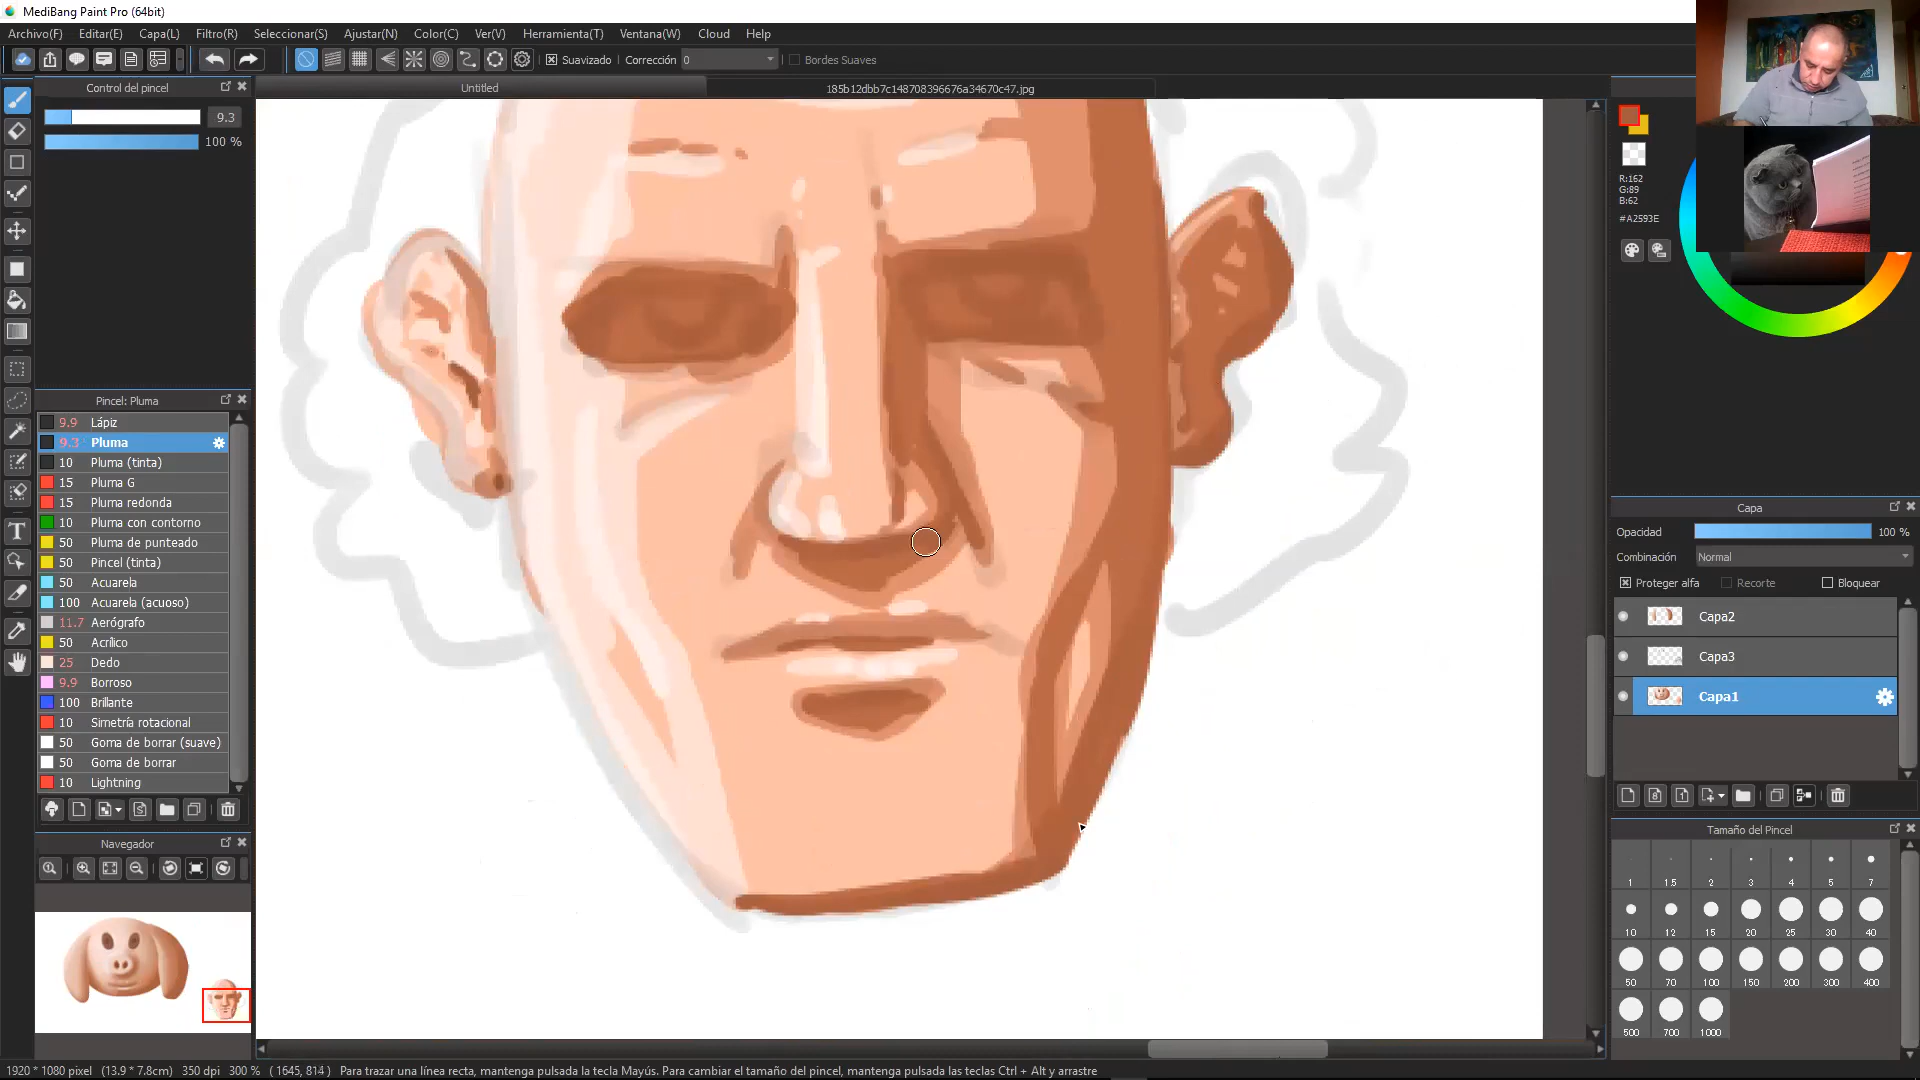 MediBang Paint Pro (64bit)
Archivo(F) Editar(E) Capa(L) Filtro(R) Seleccionar(S) Ajustar(N) Color(C) Ver(V) Herramienta(T) Ventana(W) Cloud Help
Suavizado Corrección 0 Bordes Suaves
Control del pincel
Untitled
185b12dbb7c148708396676a34670c47.jpg
9.3
100 %
R:162
G:89
B:62
#A2593E
Pincel: Pluma
9.9 Lápiz
9.3 Pluma
10 Pluma (tinta)
15 Pluma G
15 Pluma redonda
10 Pluma con contorno
50 Pluma de punteado
50 Pincel (tinta)
50 Acuarela
100 Acuarela (acuoso)
11.7 Aerógrafo
50 Acrílico
25 Dedo
9.9 Borroso
100 Brillante
10 Simetría rotacional
50 Goma de borrar (suave)
50 Goma de borrar
10 Lightning
Navegador
Capa
Opacidad 100 %
Combinación Normal
Proteger alfa Recorte Bloquear
Capa2
Capa3
Capa1
Tamaño del Pincel
1 1.5 2 3 4 5 7
10 12 15 20 25 30 40
50 70 100 150 200 300 400
500 700 1000
1920 * 1080 pixel (13.9 * 7.8cm) 350 dpi 300 % ( 1645, 814 ) Para trazar una línea recta, mantenga pulsada la tecla Mayús. Para cambiar el tamaño del pincel, mantenga pulsadas las teclas Ctrl + Alt y arrastre